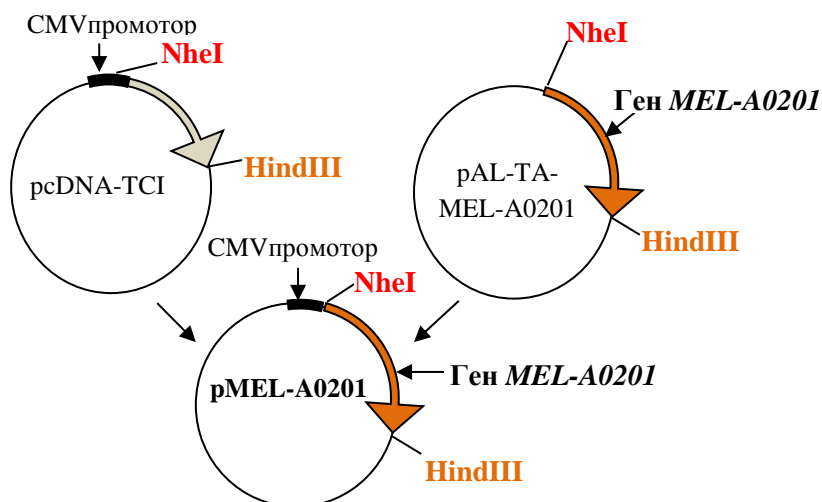 CMVпромотор
NheI
HindIII
pcDNA-TCI
NheI
Ген MEL-A0201
pAL-TA-
MEL-A0201
HindIII
CMVпромотор
NheI
Ген MEL-A0201
pMEL-A0201
HindIII